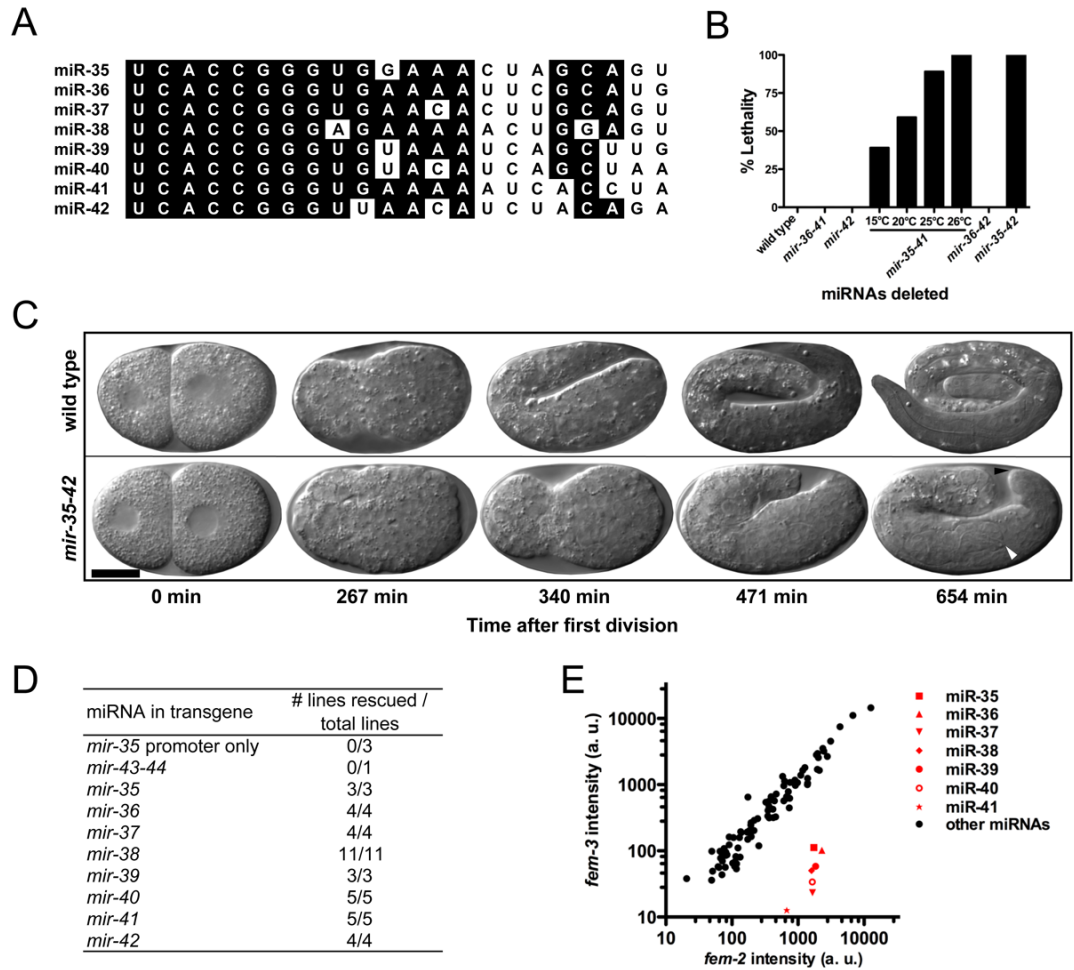 A
miR-35 U C A C C G G G U G G A A A C U A G C A G U
miR-36 U C A C C G G G U G A A A A U U C G C A U G
miR-37 U C A C C G G G U G A A C A C U U G C A G U
miR-38 U C A C C G G G A G A A A A A C U G G A G U
miR-39 U C A C C G G G U G U A A A U C A G C U U G
miR-40 U C A C C G G G U G U A C A U C A G C U A A
miR-41 U C A C C G G G U G A A A A A U C A C C U A
miR-42 U C A C C G G G U U A A C A U C U A C A G A
B
% Lethality
100
75
50
25
0
wild type
mir-36-41
mir-42
15°C 20°C 25°C 26°C
mir-35-41
mir-36-42
mir-35-42
miRNAs deleted
C
wild type
mir-35-42
0 min 267 min 340 min 471 min 654 min
Time after first division
D
miRNA in transgene # lines rescued /
total lines
mir-35 promoter only 0/3
mir-43-44 0/1
mir-35 3/3
mir-36 4/4
mir-37 4/4
mir-38 11/11
mir-39 3/3
mir-40 5/5
mir-41 5/5
mir-42 4/4
E
fem-3 intensity (a. u.)
10000
1000
100
10
10 100 1000 10000
fem-2 intensity (a. u.)
miR-35
miR-36
miR-37
miR-38
miR-39
miR-40
miR-41
other miRNAs